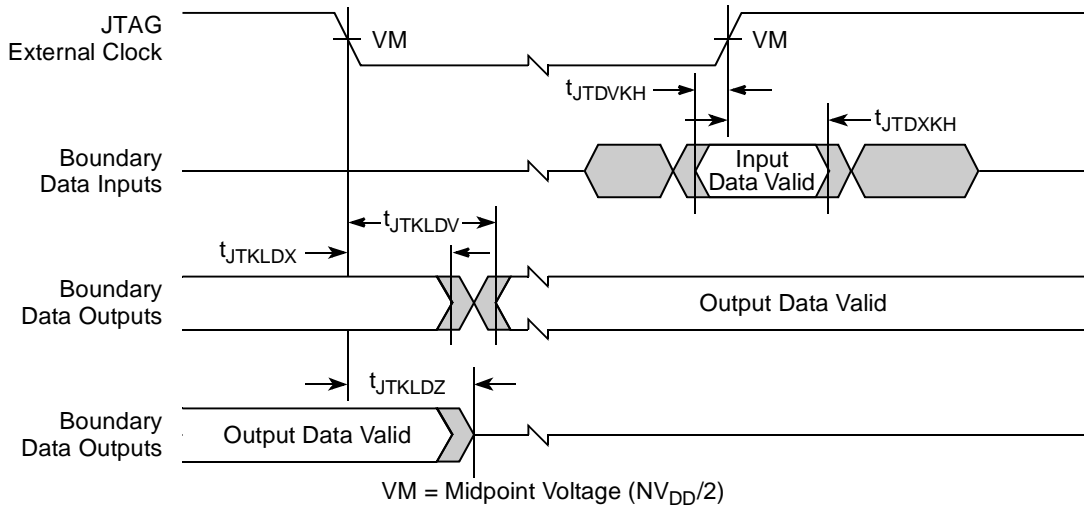 JTAG
External Clock
VM
VM
tJTDVKH
tJTDXKH
Boundary
Data Inputs
Input
Data Valid
tJTKLDV
tJTKLDX
Boundary
Data Outputs
Output Data Valid
tJTKLDZ
Boundary
Data Outputs
Output Data Valid
VM = Midpoint Voltage (NVDD/2)